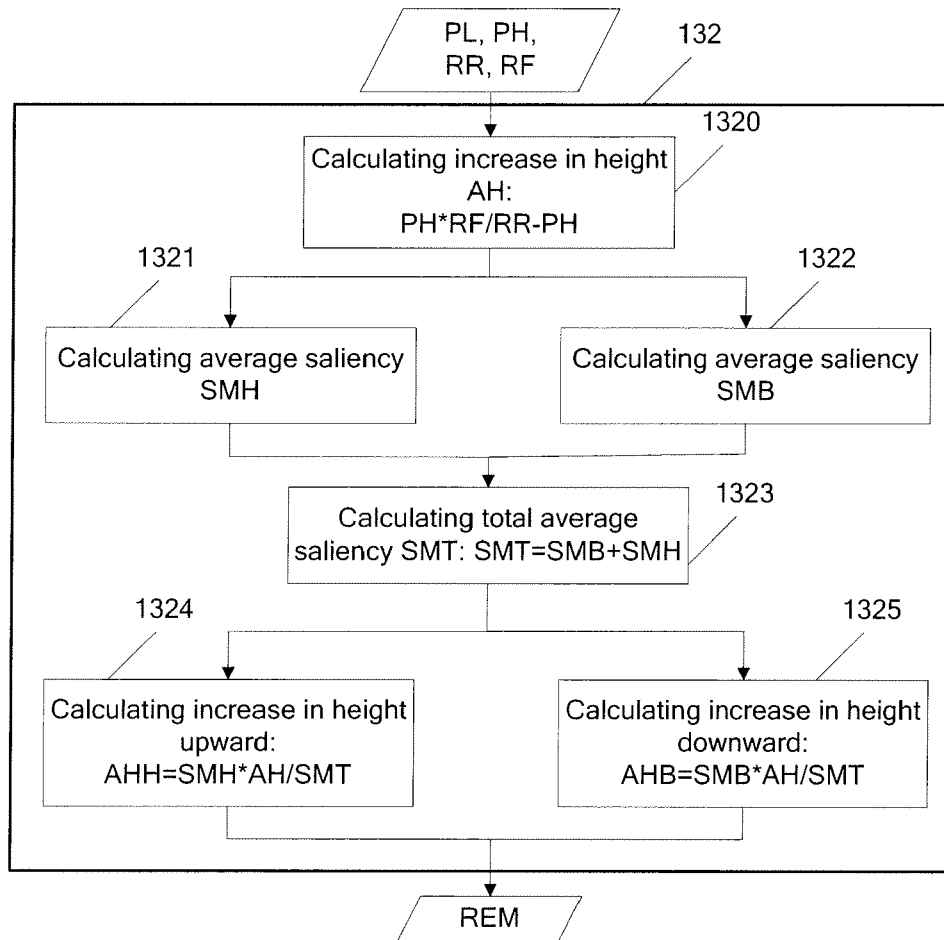 PL, PH,
RR, RF
132
1320
Calculating increase in height
AH:
PH*RF/RR-PH
1321
1322
Calculating average saliency
SMH
Calculating average saliency
SMB
1323
Calculating total average
saliency SMT: SMT=SMB+SMH
1324
1325
Calculating increase in height
upward:
AHH=SMH*AH/SMT
Calculating increase in height
downward:
AHB=SMB*AH/SMT
REM